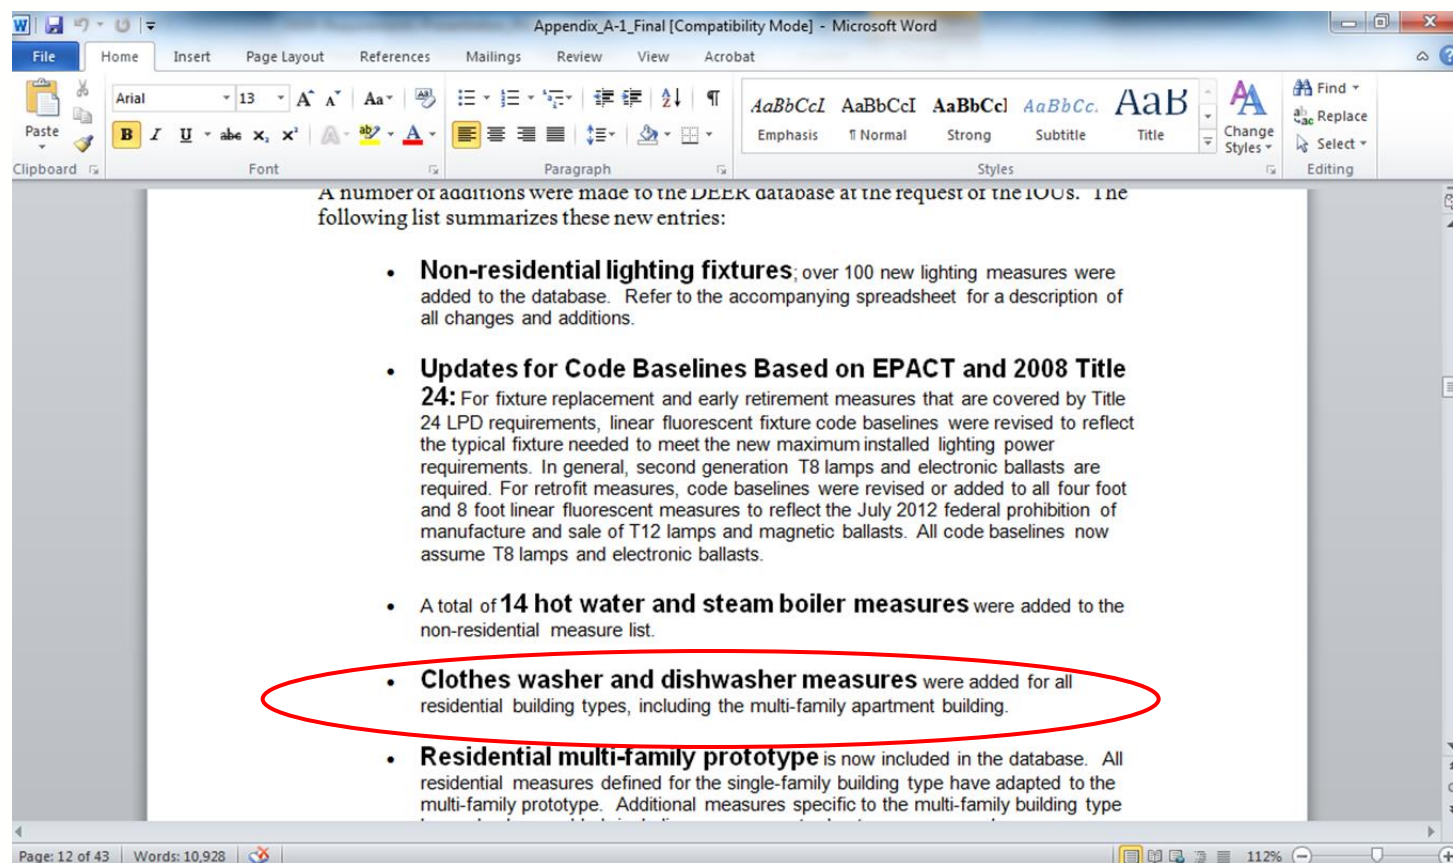 Appendix_A-1_Final [Compatibility Mode] - Microsoft Word
File Home Insert Page Layout References Mailings Review View Acrobat
Arial 13 Aa
Paste
B I U abc x₂ x² A ab A
AaBbCcI AaBbCcI AaBbCcl AaBbCc. AaB
Emphasis ¶ Normal Strong Subtitle Title
Change Styles
Find
Replace
Select
Clipboard Font Paragraph Styles Editing
A number of additions were made to the DEER database at the request of the IOUs. The
following list summarizes these new entries:
• Non-residential lighting fixtures; over 100 new lighting measures were
added to the database. Refer to the accompanying spreadsheet for a description of
all changes and additions.
• Updates for Code Baselines Based on EPACT and 2008 Title
24: For fixture replacement and early retirement measures that are covered by Title
24 LPD requirements, linear fluorescent fixture code baselines were revised to reflect
the typical fixture needed to meet the new maximum installed lighting power
requirements. In general, second generation T8 lamps and electronic ballasts are
required. For retrofit measures, code baselines were revised or added to all four foot
and 8 foot linear fluorescent measures to reflect the July 2012 federal prohibition of
manufacture and sale of T12 lamps and magnetic ballasts. All code baselines now
assume T8 lamps and electronic ballasts.
• A total of 14 hot water and steam boiler measures were added to the
non-residential measure list.
• Clothes washer and dishwasher measures were added for all
residential building types, including the multi-family apartment building.
• Residential multi-family prototype is now included in the database. All
residential measures defined for the single-family building type have adapted to the
multi-family prototype. Additional measures specific to the multi-family building type
Page: 12 of 43 Words: 10,928 112%